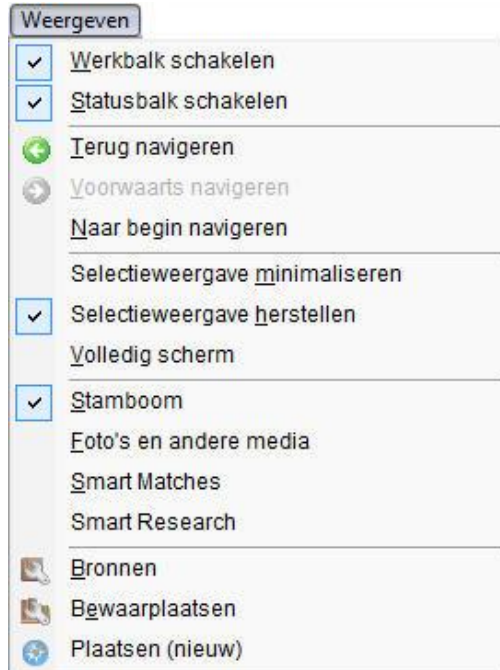 Weergeven
Werkbalk schakelen
Statusbalk schakelen
Terug navigeren
Voorwaarts navigeren
Naar begin navigeren
Selectieweergave minimaliseren
Selectieweergave herstellen
Volledig scherm
Stamboom
Foto's en andere media
Smart Matches
Smart Research
Bronnen
Bewaarplaatsen
Plaatsen (nieuw)